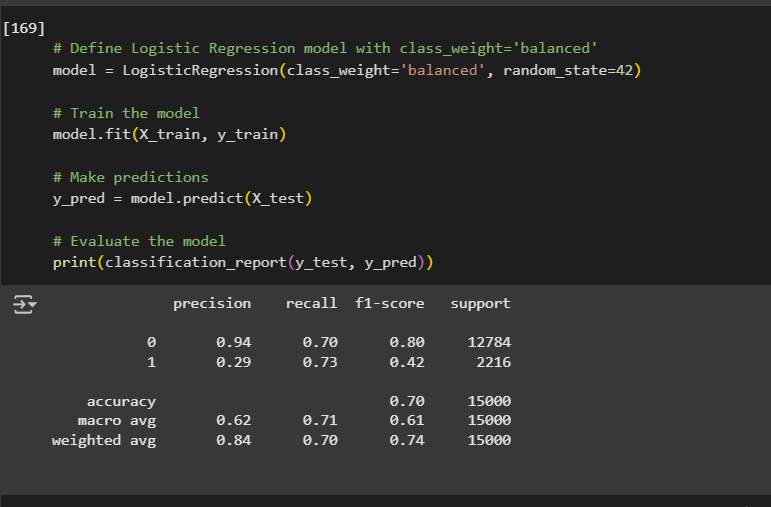 [169]
# Define Logistic Regression model with class_weight='balanced'
model = LogisticRegression(class_weight='balanced', random_state=42)
# Train the model
model.fit(X_train, y_train)
# Make predictions
y_pred = model.predict(X_test)
# Evaluate the model
print(classification_report(y_test, y_pred))
precision recall f1-score support
0 0.94 0.70 0.80 12784
1 0.29 0.73 0.42 2216
accuracy 0.70 15000
macro avg 0.62 0.71 0.61 15000
weighted avg 0.84 0.70 0.74 15000